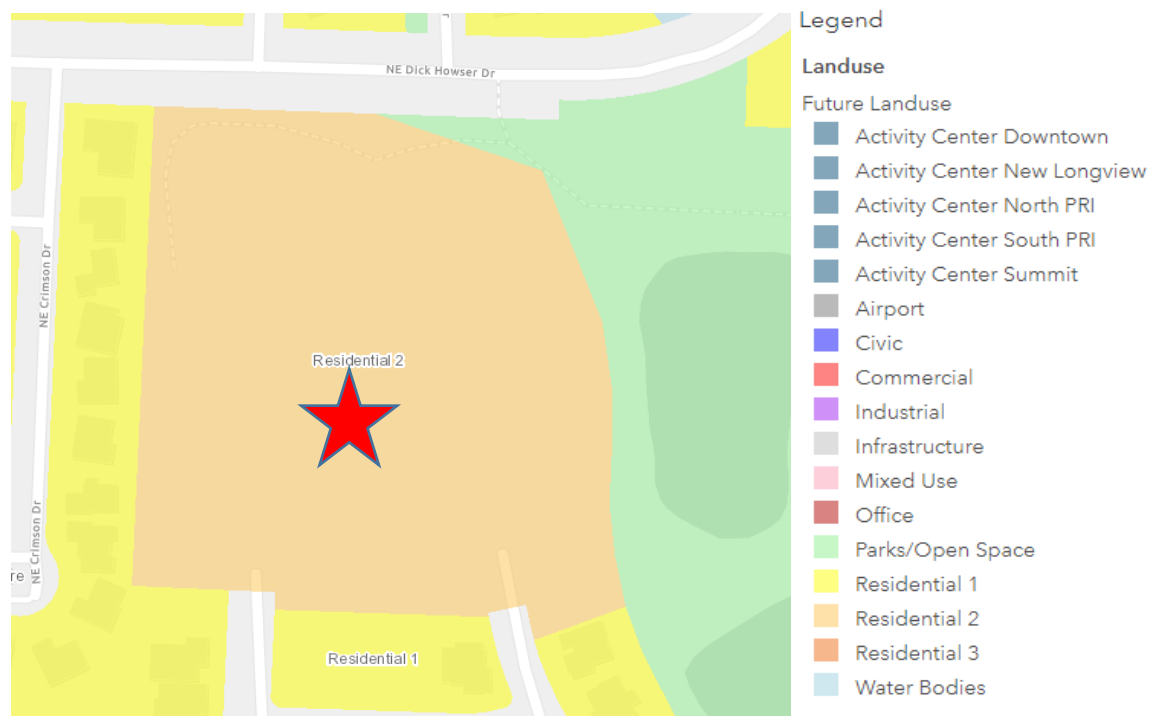 NE Dick Howser Dr
NE Crimson Dr
Residential 2
NE Crimson Dr
re
Residential 1
Legend
Landuse
Future Landuse
Activity Center Downtown
Activity Center New Longview
Activity Center North PRI
Activity Center South PRI
Activity Center Summit
Airport
Civic
Commercial
Industrial
Infrastructure
Mixed Use
Office
Parks/Open Space
Residential 1
Residential 2
Residential 3
Water Bodies